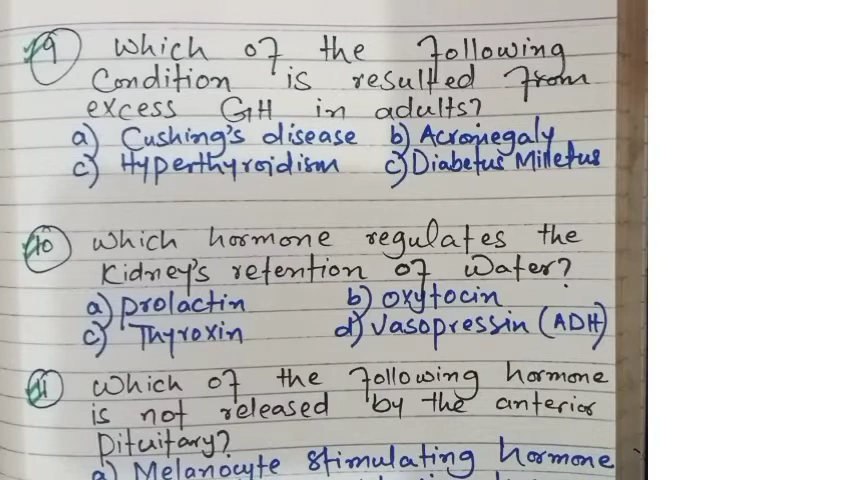 9 Which of the following
Condition is resulted from
excess GH in adults?
a) Cushing's disease b) Acromegaly
c) Hyperthyroidism c) Diabetus Milletus
10 Which hormone regulates the
Kidney's retention of Water?
a) prolactin b) oxytocin
c) Thyroxin d) Vasopressin (ADH)
11 Which of the following hormone
is not released by the anterior
Pituitary?
a) Melanocyte stimulating hormone